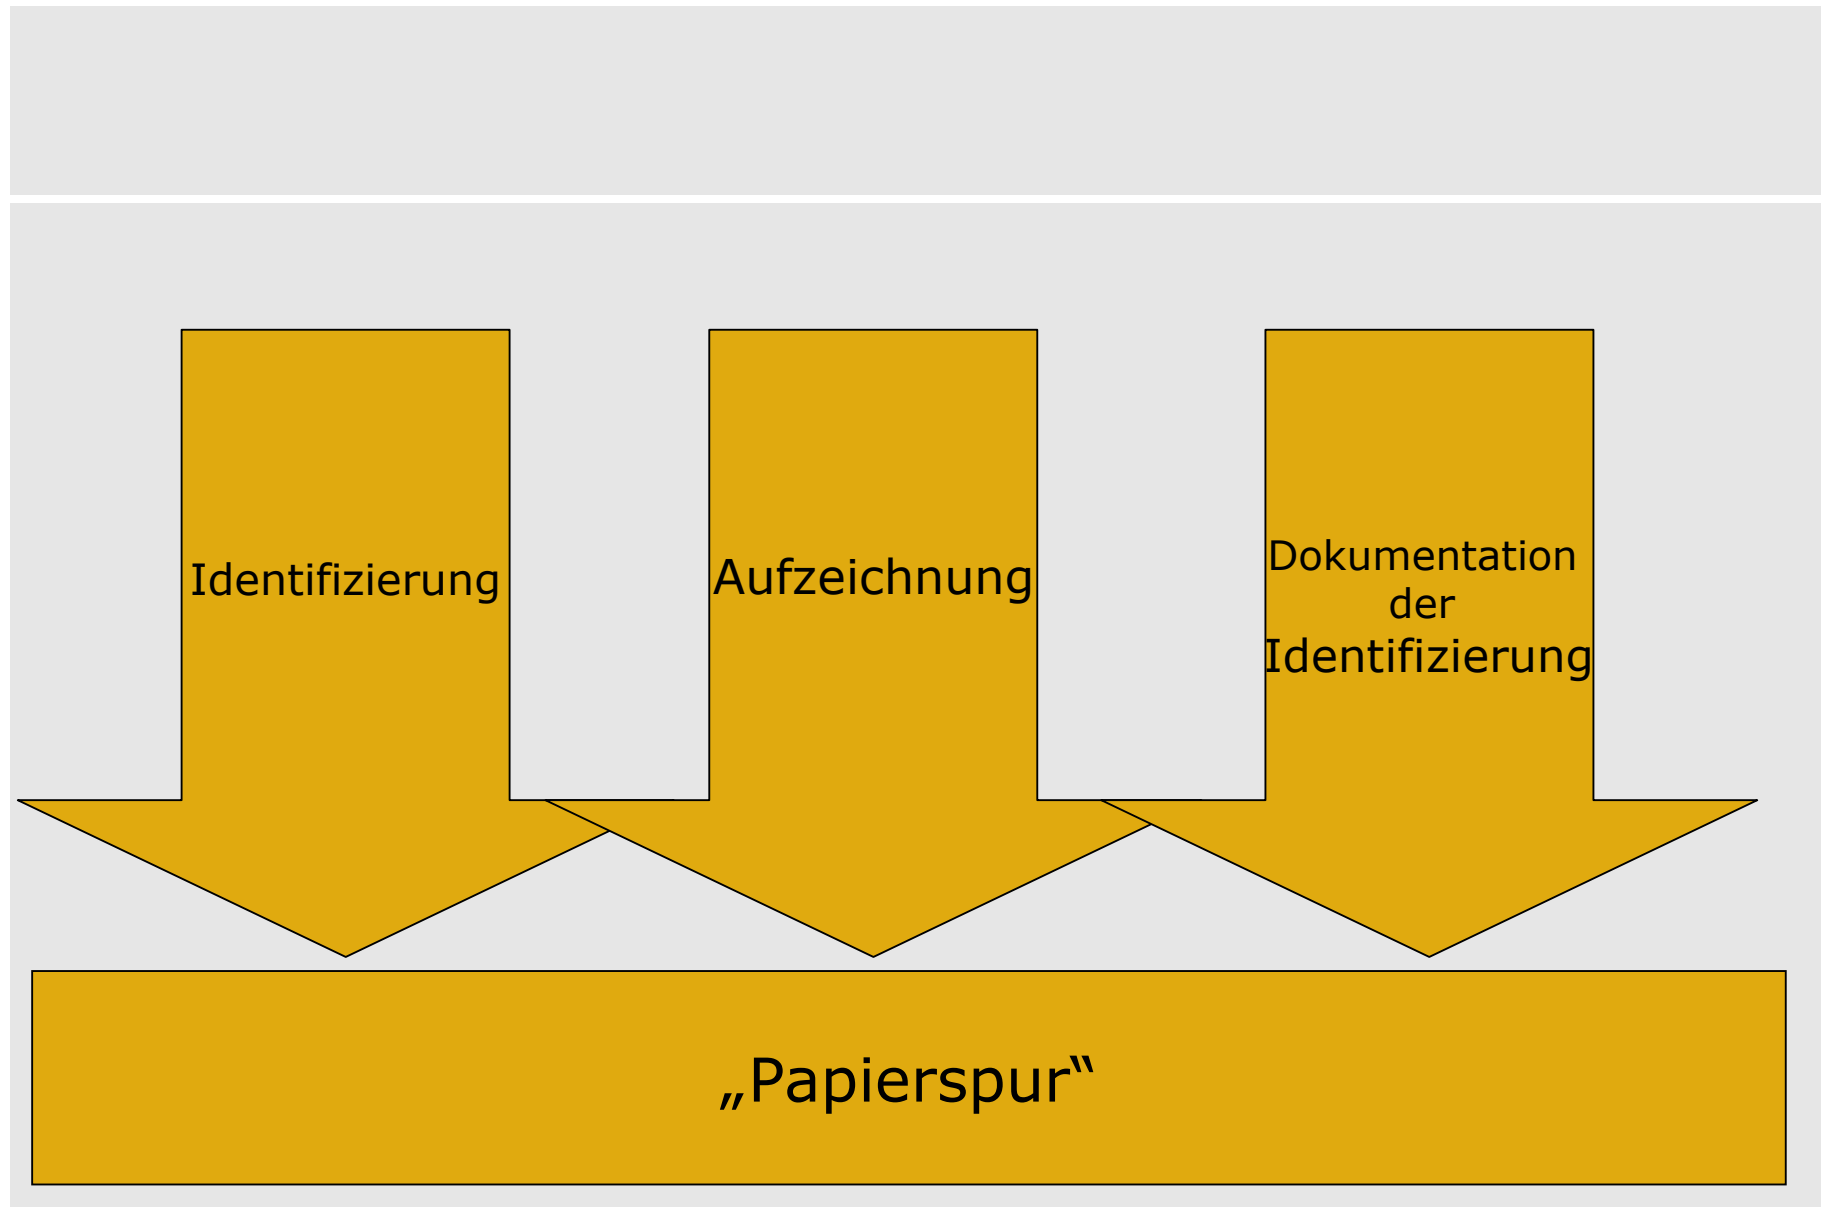 Identifizierung
Aufzeichnung
Dokumentation
der
Identifizierung
„Papierspur“